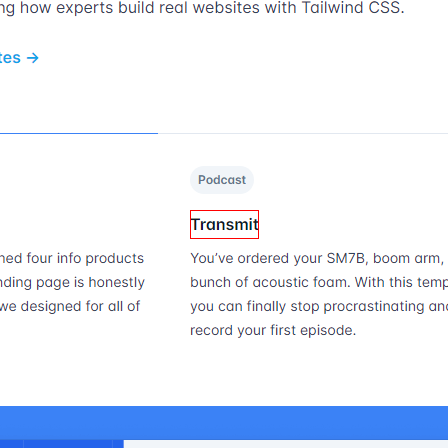 ng how experts build real websites with Tailwind CSS.
tes →
Podcast
Transmit
ned four info products
nding page is honestly
we designed for all of
You've ordered your SM7B, boom arm,
bunch of acoustic foam. With this temp
you can finally stop procrastinating an
record your first episode.